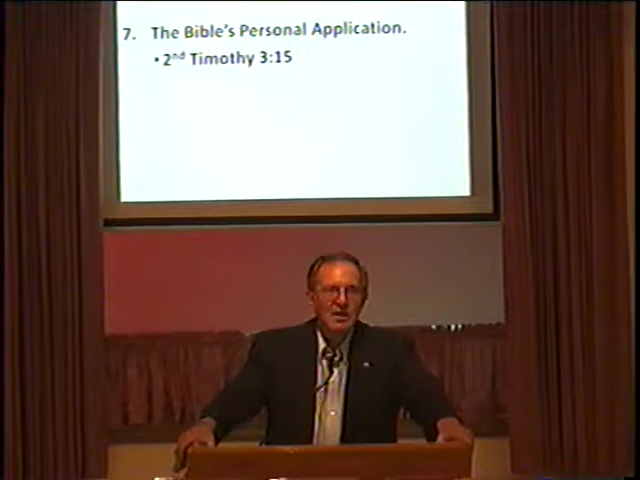 7. The Bible's Personal Application.
• 2nd Timothy 3:15